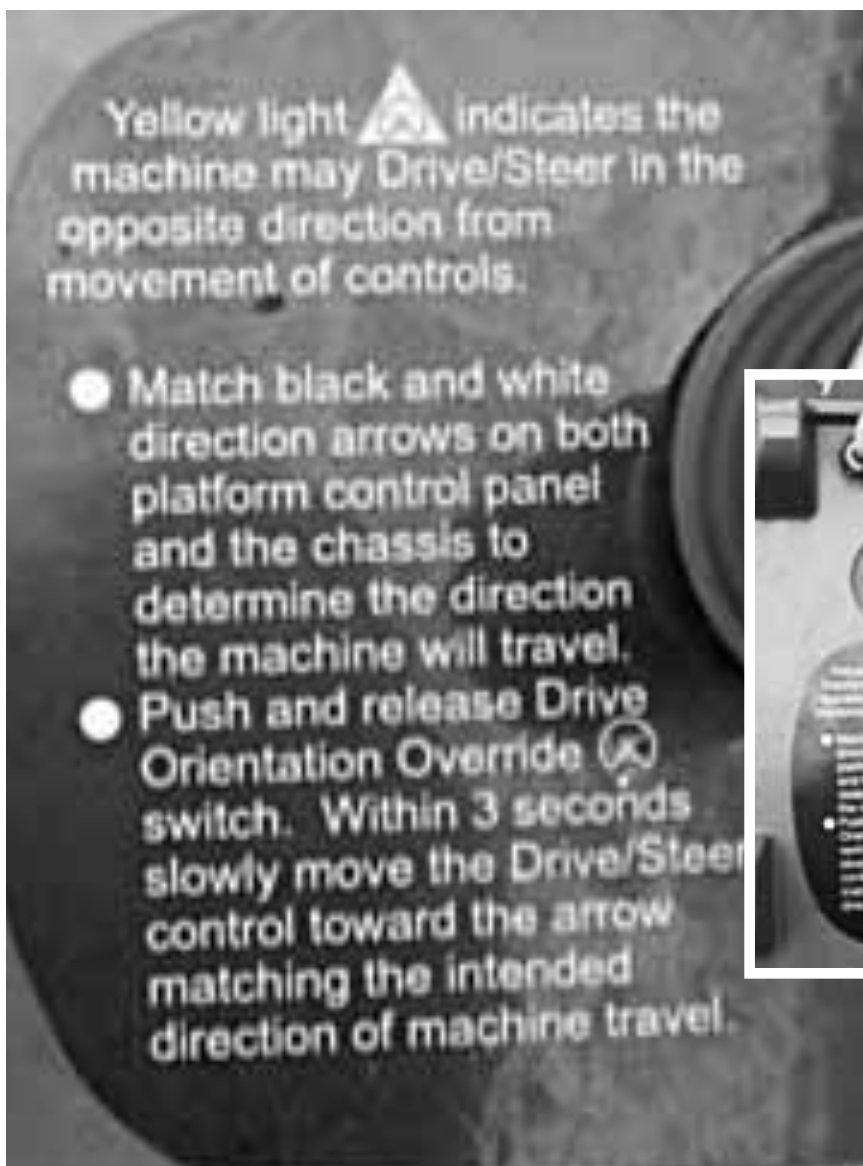 Yellow light indicates the
machine may Drive/Steer in the
opposite direction from
movement of controls.
Match black and white
direction arrows on both
platform control panel
and the chassis to
determine the direction
the machine will travel.
Push and release Drive
Orientation Override
switch. Within 3 seconds
slowly move the Drive/Steer
control toward the arrow
matching the intended
direction of machine travel.